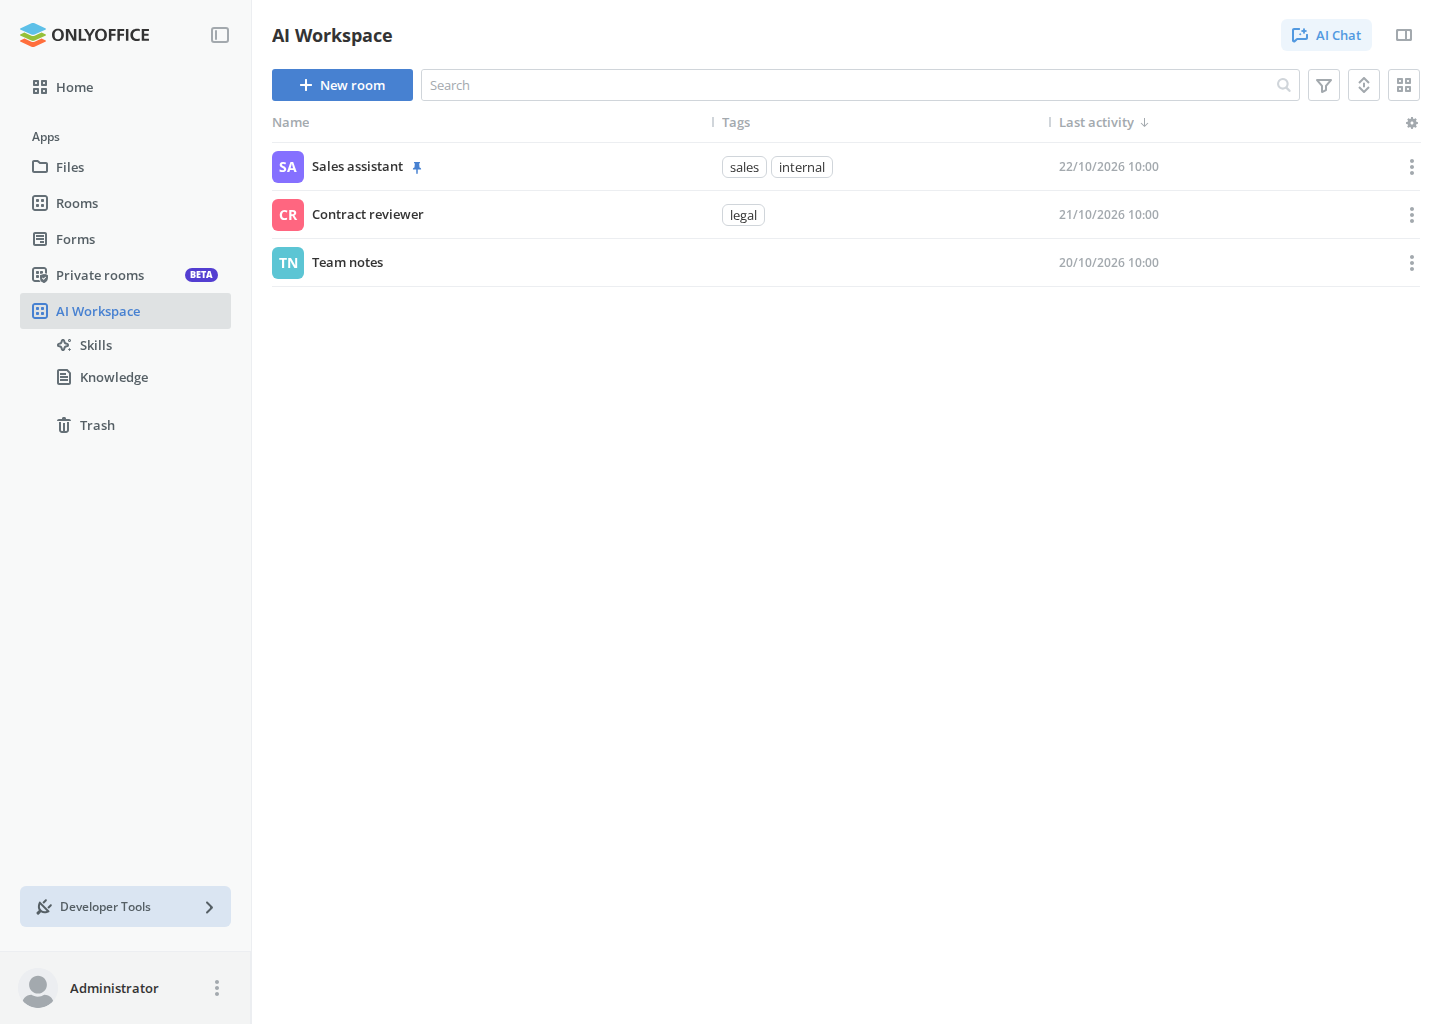 ONLYOFFICE
Home
Apps
Files
Rooms
Forms
Private rooms BETA
AI Workspace
Skills
Knowledge
Trash
Developer Tools
Administrator
AI Workspace
AI Chat
New room
Search
Name Tags Last activity
SA Sales assistant sales internal 22/10/2026 10:00
CR Contract reviewer legal 21/10/2026 10:00
TN Team notes 20/10/2026 10:00